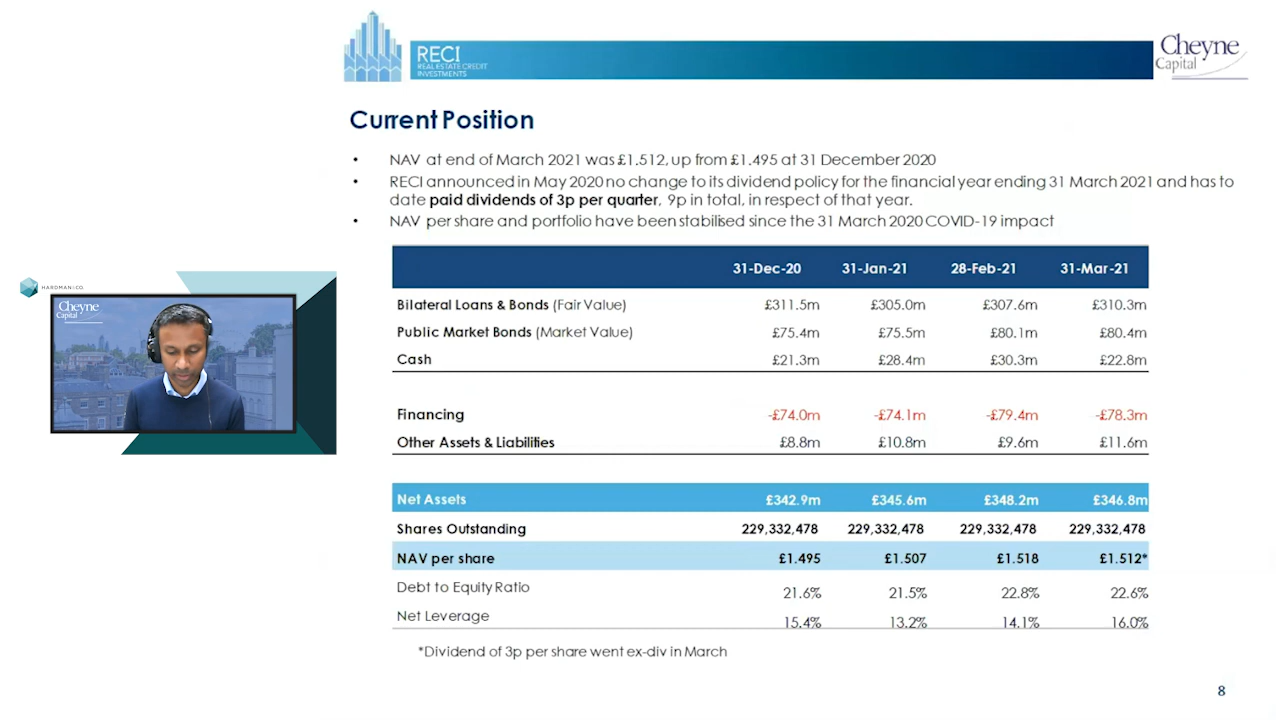 RECI
REAL ESTATE CREDIT
INVESTMENTS
Cheyne
Capital
Current Position
• NAV at end of March 2021 was £1.512, up from £1.495 at 31 December 2020
• RECI announced in May 2020 no change to its dividend policy for the financial year ending 31 March 2021 and has to
date paid dividends of 3p per quarter, 9p in total, in respect of that year.
• NAV per share and portfolio have been stabilised since the 31 March 2020 COVID-19 impact
31-Dec-20 31-Jan-21 28-Feb-21 31-Mar-21
Bilateral Loans & Bonds (Fair Value) £311.5m £305.0m £307.6m £310.3m
Public Market Bonds (Market Value) £75.4m £75.5m £80.1m £80.4m
Cash £21.3m £28.4m £30.3m £22.8m
Financing -£74.0m -£74.1m -£79.4m -£78.3m
Other Assets & Liabilities £8.8m £10.8m £9.6m £11.6m
Net Assets £342.9m £345.6m £348.2m £346.8m
Shares Outstanding 229,332,478 229,332,478 229,332,478 229,332,478
NAV per share £1.495 £1.507 £1.518 £1.512*
Debt to Equity Ratio 21.6% 21.5% 22.8% 22.6%
Net Leverage 15.4% 13.2% 14.1% 16.0%
*Dividend of 3p per share went ex-div in March
8
HARDMAN&CO.
Cheyne
Capital